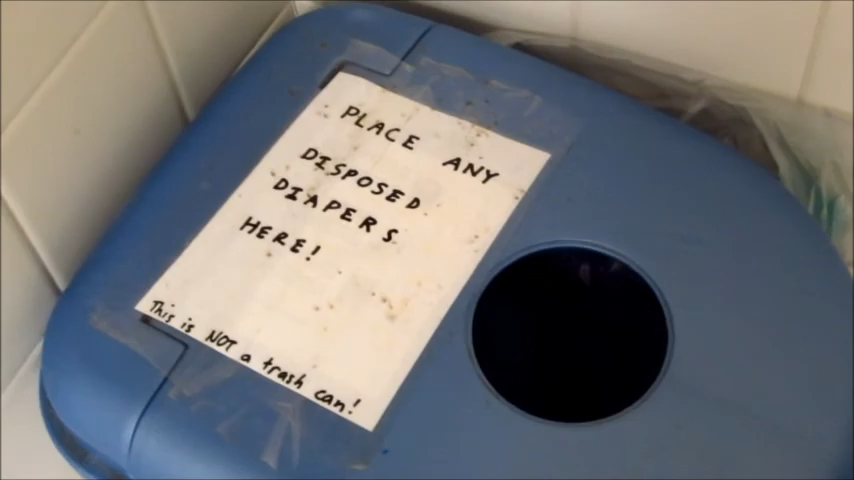 PLACE ANY
DISPOSED
DIAPERS
HERE!
This is NOT a trash can!